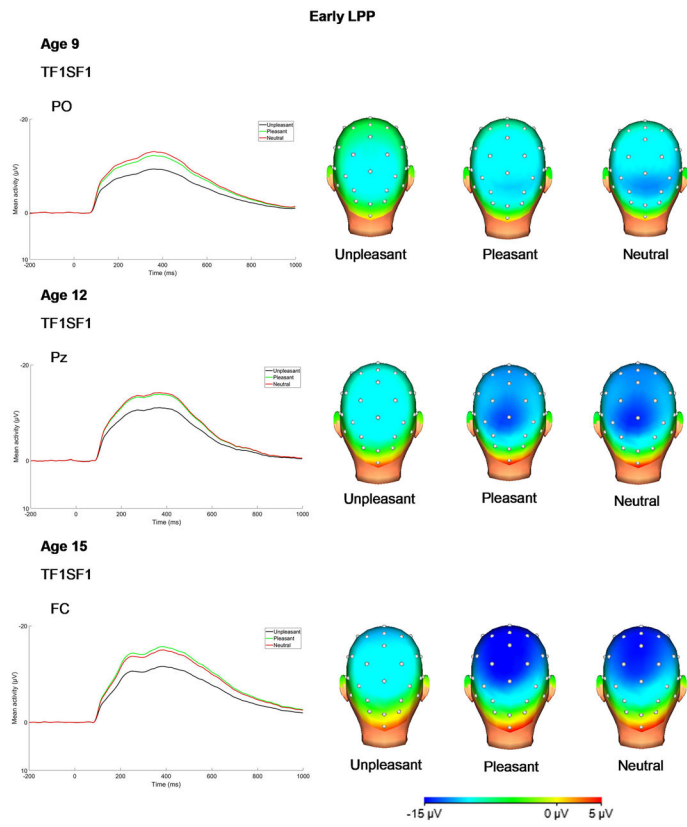 Early LPP
Age 9
TF1SF1
PO
-20
0
10
Mean activity (µV)
-200 0 200 400 600 800 1000
Time (ms)
Unpleasant
Pleasant
Neutral
Unpleasant Pleasant Neutral
Age 12
TF1SF1
Pz
-20
0
10
Mean activity (µV)
-200 0 200 400 600 800 1000
Time (ms)
Unpleasant
Pleasant
Neutral
Unpleasant Pleasant Neutral
Age 15
TF1SF1
FC
-20
0
10
Mean activity (µV)
-200 0 200 400 600 800 1000
Time (ms)
Unpleasant
Pleasant
Neutral
Unpleasant Pleasant Neutral
-15 µV 0 µV 5 µV